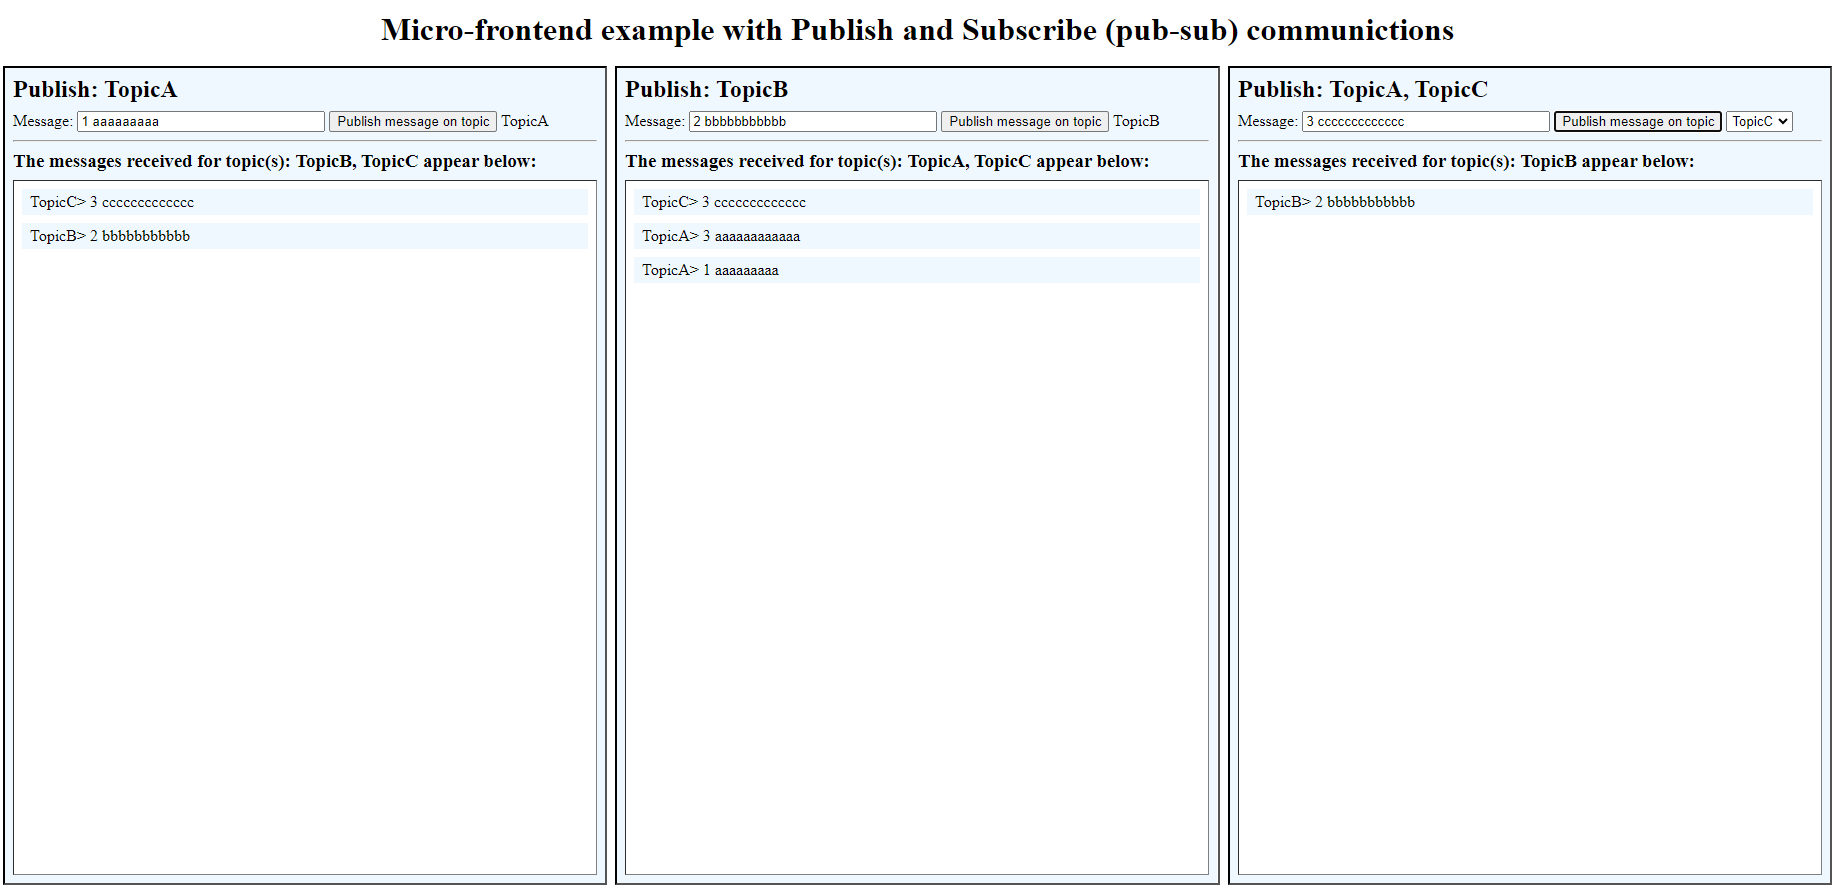 Micro-frontend example with Publish and Subscribe (pub-sub) communictions
Publish: TopicA
Message: 1 aaaaaaaaa Publish message on topic TopicA
The messages received for topic(s): TopicB, TopicC appear below:
TopicC> 3 ccccccccccccc
TopicB> 2 bbbbbbbbbbb
Publish: TopicB
Message: 2 bbbbbbbbbbb Publish message on topic TopicB
The messages received for topic(s): TopicA, TopicC appear below:
TopicC> 3 ccccccccccccc
TopicA> 3 aaaaaaaaaaaa
TopicA> 1 aaaaaaaaa
Publish: TopicA, TopicC
Message: 3 ccccccccccccc Publish message on topic TopicC
The messages received for topic(s): TopicB appear below:
TopicB> 2 bbbbbbbbbbb